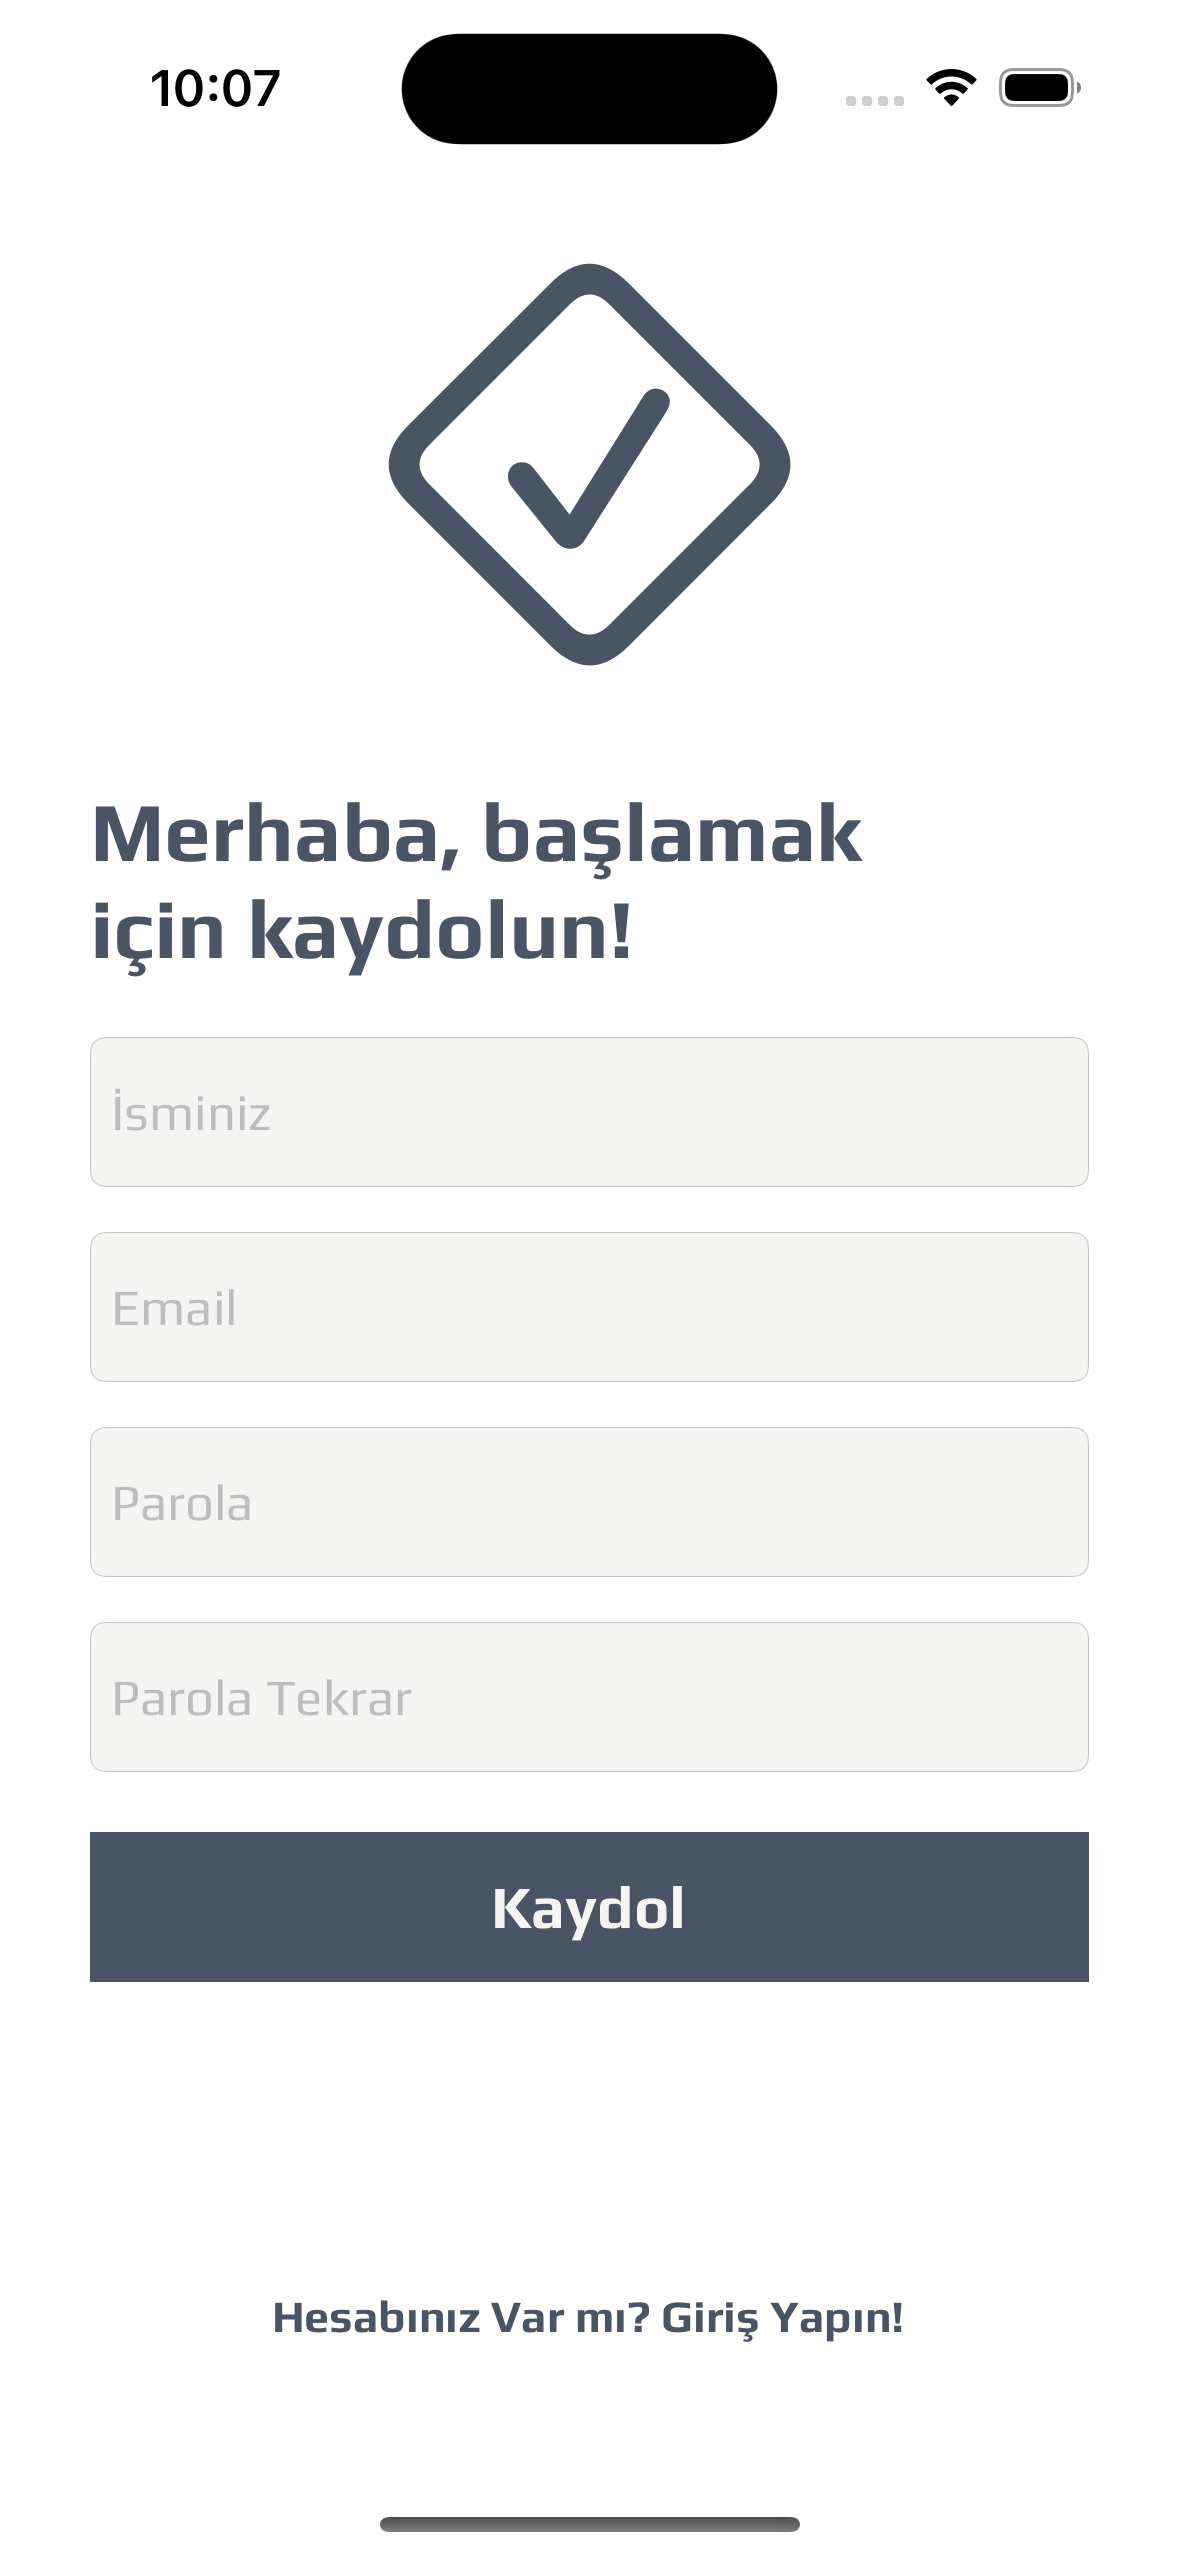 10:07
Merhaba, başlamak
için kaydolun!
İsminiz
Email
Parola
Parola Tekrar
Kaydol
Hesabınız Var mı? Giriş Yapın!